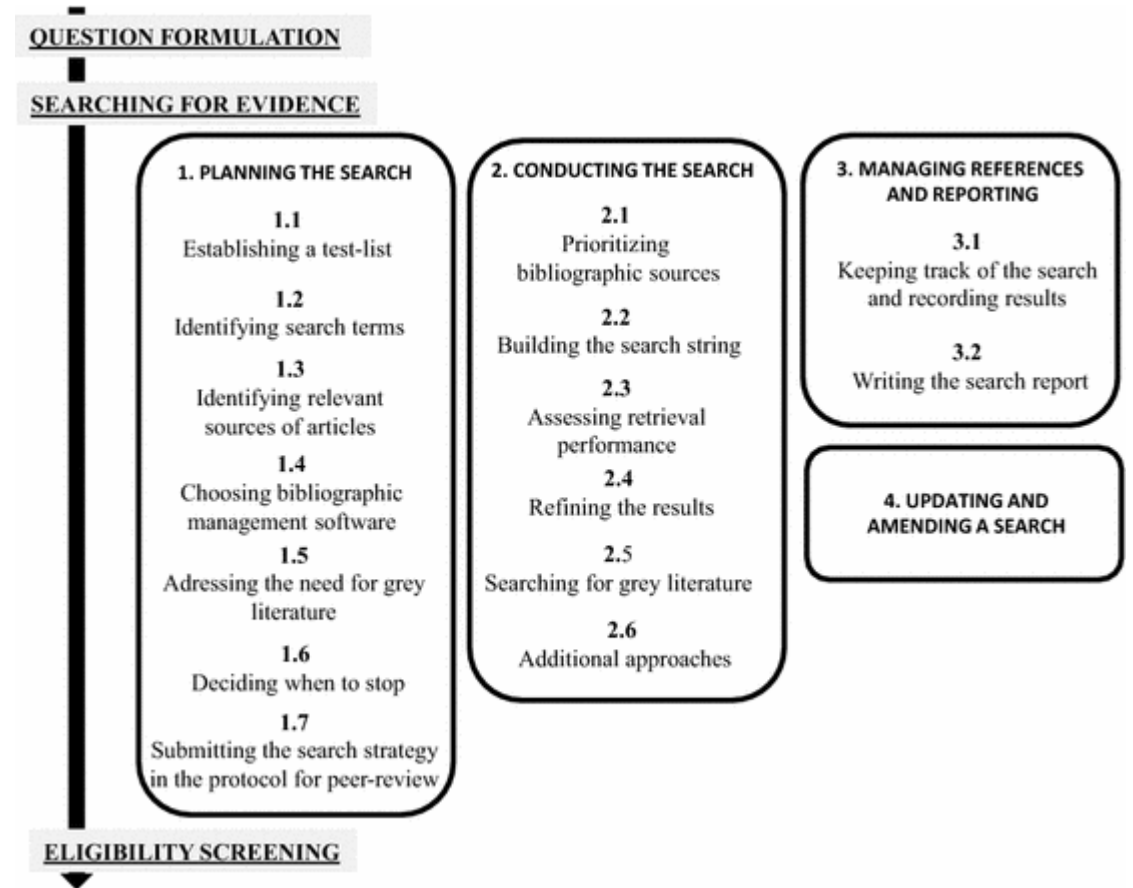 QUESTION FORMULATION
SEARCHING FOR EVIDENCE
1. PLANNING THE SEARCH
1.1
Establishing a test-list
1.2
Identifying search terms
1.3
Identifying relevant
sources of articles
1.4
Choosing bibliographic
management software
1.5
Adressing the need for grey
literature
1.6
Deciding when to stop
1.7
Submitting the search strategy
in the protocol for peer-review
2. CONDUCTING THE SEARCH
2.1
Prioritizing
bibliographic sources
2.2
Building the search string
2.3
Assessing retrieval
performance
2.4
Refining the results
2.5
Searching for grey literature
2.6
Additional approaches
3. MANAGING REFERENCES
AND REPORTING
3.1
Keeping track of the search
and recording results
3.2
Writing the search report
4. UPDATING AND
AMENDING A SEARCH
ELIGIBILITY SCREENING